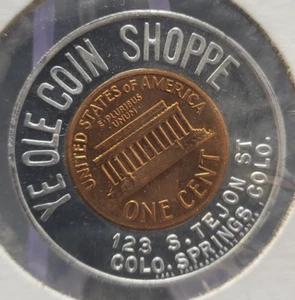 YE OLE COIN SHOPPE
UNITED STATES OF AMERICA
E PLURIBUS
UNUM
ONE CENT
123 S. TEJON ST
COLO. SPRINGS, COLO.